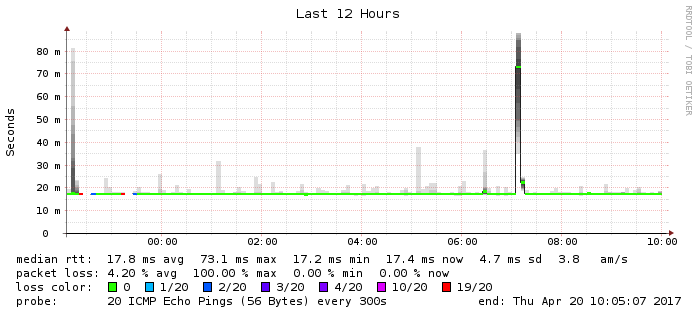 Last 12 Hours
RRDTOOL / TOBI OETIKER
Seconds
80 m
70 m
60 m
50 m
40 m
30 m
20 m
10 m
0
00:00 02:00 04:00 06:00 08:00 10:00
median rtt: 17.8 ms avg 73.1 ms max 17.2 ms min 17.4 ms now 4.7 ms sd 3.8 am/s
packet loss: 4.20 % avg 100.00 % max 0.00 % min 0.00 % now
loss color: 0 1/20 2/20 3/20 4/20 10/20 19/20
probe: 20 ICMP Echo Pings (56 Bytes) every 300s end: Thu Apr 20 10:05:07 2017